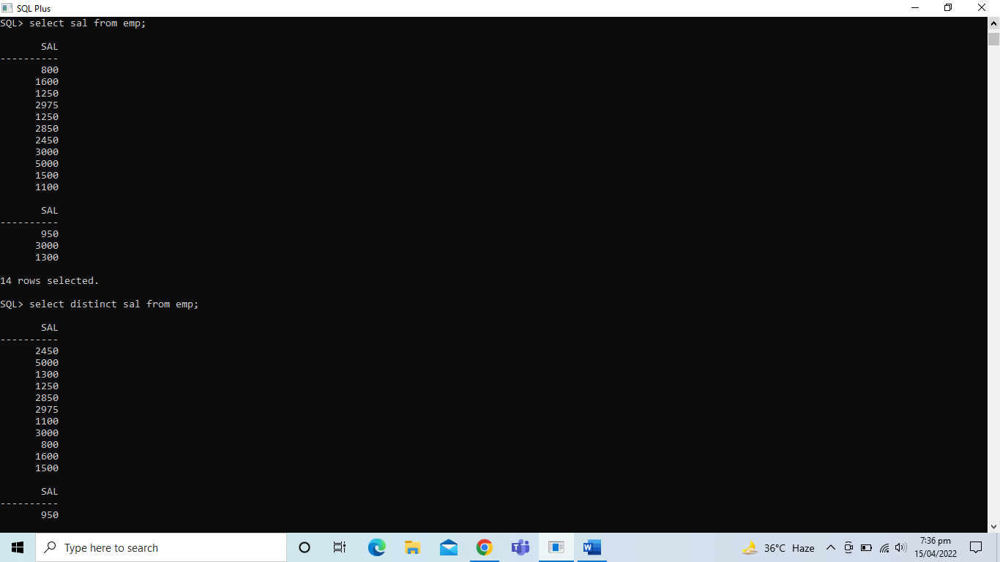 SQL Plus
SQL> select sal from emp;
SAL
----------
800
1600
1250
2975
1250
2850
2450
3000
5000
1500
1100
SAL
----------
950
3000
1300
14 rows selected.
SQL> select distinct sal from emp;
SAL
----------
2450
5000
1300
1250
2850
2975
1100
3000
800
1600
1500
SAL
----------
950
Type here to search
36°C Haze
7:36 pm
15/04/2022